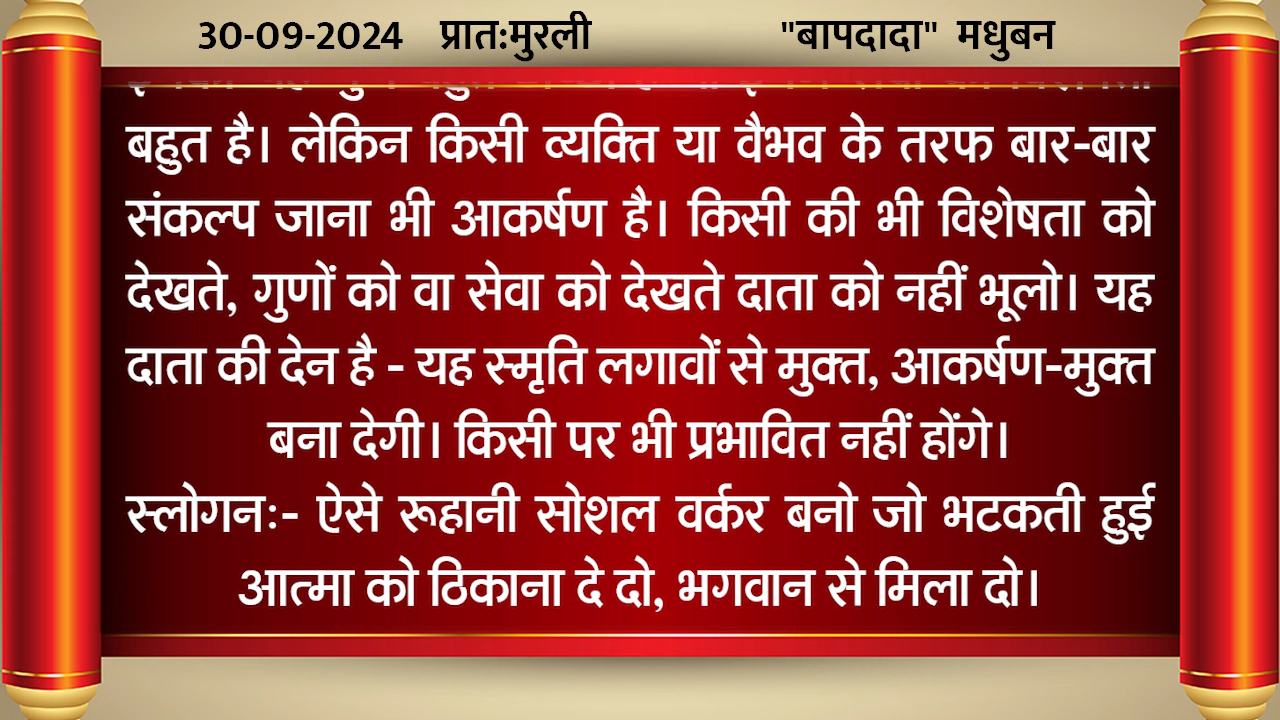 30-09-2024 प्रात:मुरली "बापदादा" मधुबन
बहुत है। लेकिन किसी व्यक्ति या वैभव के तरफ बार-बार
संकल्प जाना भी आकर्षण है। किसी की भी विशेषता को
देखते, गुणों को वा सेवा को देखते दाता को नहीं भूलो। यह
दाता की देन है - यह स्मृति लगावों से मुक्त, आकर्षण-मुक्त
बना देगी। किसी पर भी प्रभावित नहीं होंगे।
स्लोगनः- ऐसे रूहानी सोशल वर्कर बनो जो भटकती हुई
आत्मा को ठिकाना दे दो, भगवान से मिला दो।